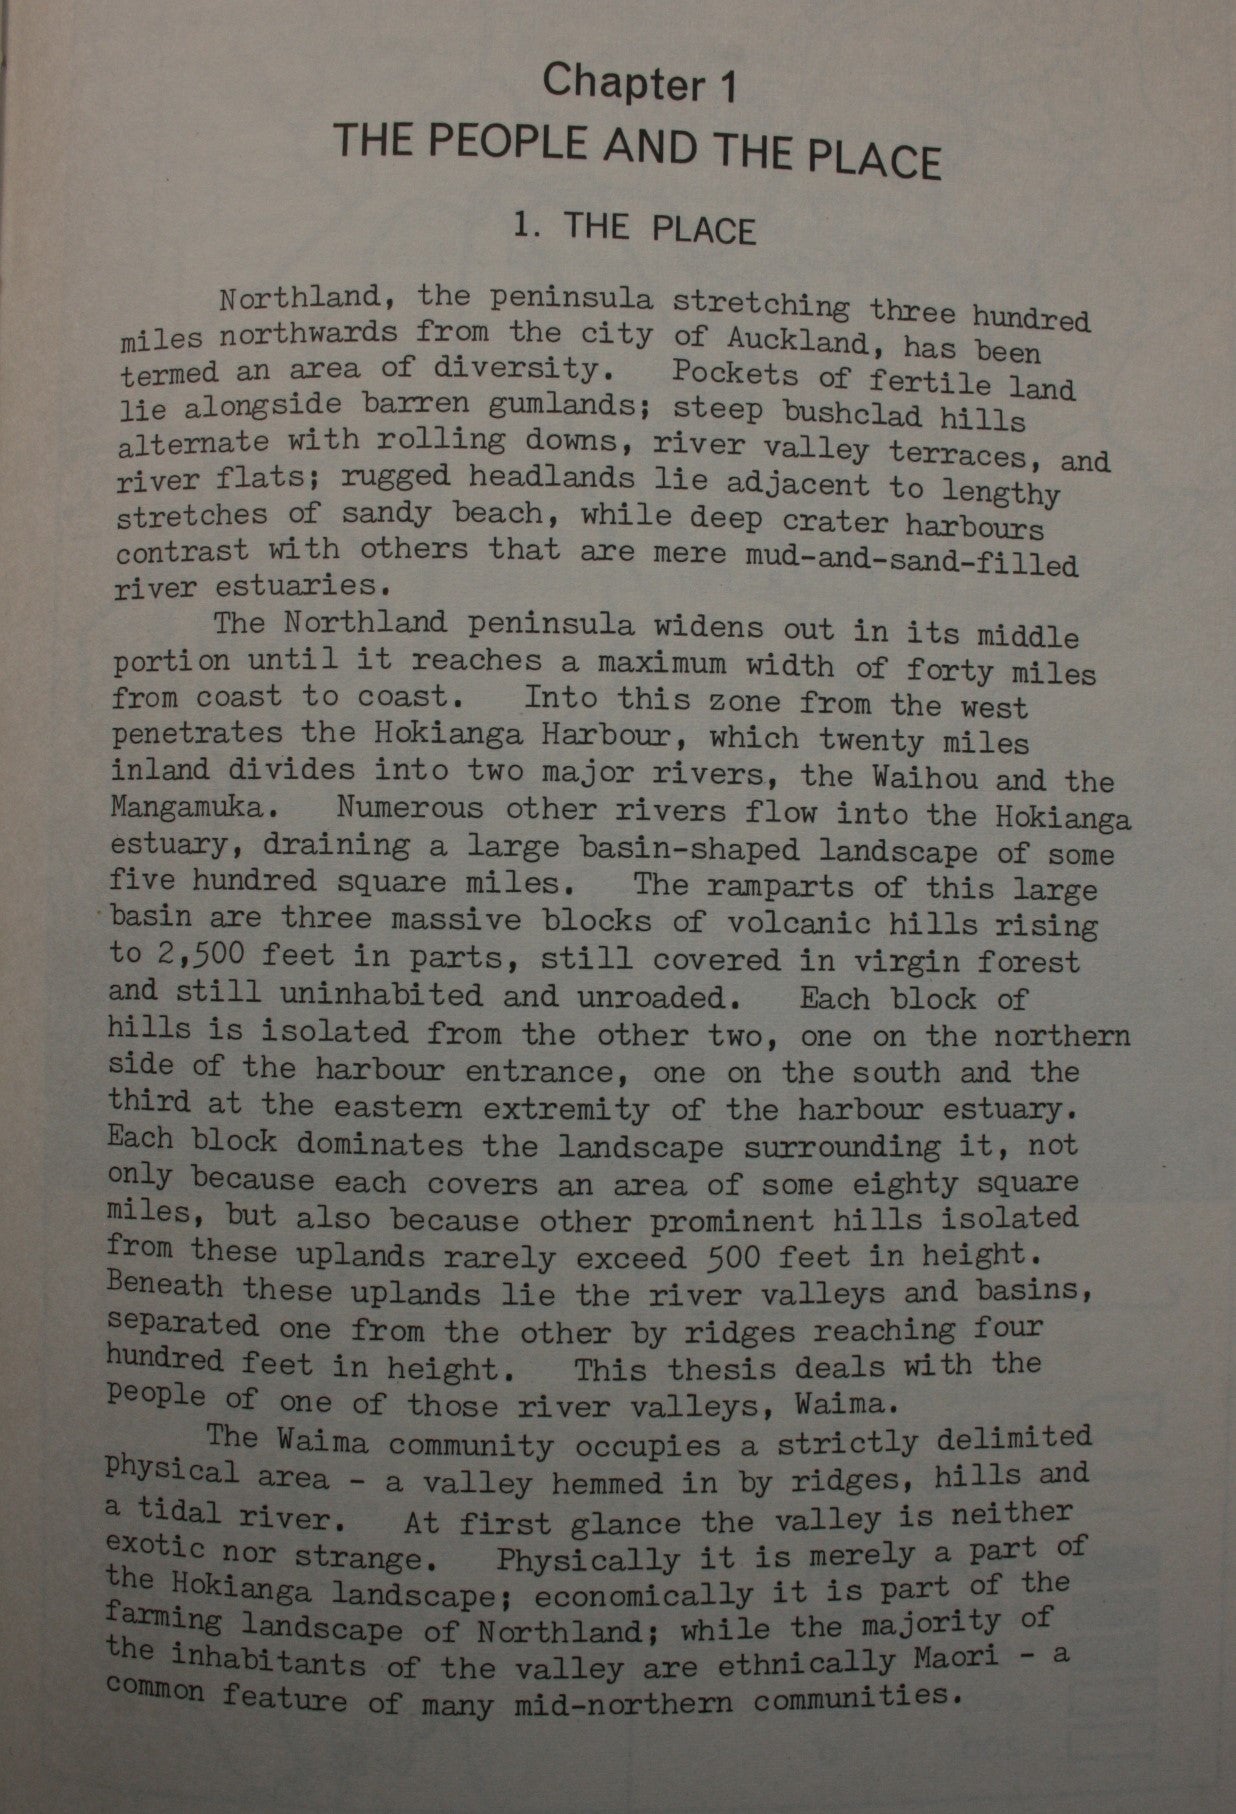 Chapter 1
THE PEOPLE AND THE PLACE
1. THE PLACE
Northland, the peninsula stretching three hundred
miles northwards from the city of Auckland, has been
termed an area of diversity. Pockets of fertile land
lie alongside barren gumlands; steep bushclad hills
alternate with rolling downs, river valley terraces, and
river flats; rugged headlands lie adjacent to lengthy
stretches of sandy beach, while deep crater harbours
contrast with others that are mere mud-and-sand-filled
river estuaries.
The Northland peninsula widens out in its middle
portion until it reaches a maximum width of forty miles
from coast to coast. Into this zone from the west
penetrates the Hokianga Harbour, which twenty miles
inland divides into two major rivers, the Waihou and the
Mangamuka. Numerous other rivers flow into the Hokianga
estuary, draining a large basin-shaped landscape of some
five hundred square miles. The ramparts of this large
basin are three massive blocks of volcanic hills rising
to 2,500 feet in parts, still covered in virgin forest
and still uninhabited and unroaded. Each block of
hills is isolated from the other two, one on the northern
side of the harbour entrance, one on the south and the
third at the eastern extremity of the harbour estuary.
Each block dominates the landscape surrounding it, not
only because each covers an area of some eighty square
miles, but also because other prominent hills isolated
from these uplands rarely exceed 500 feet in height.
Beneath these uplands lie the river valleys and basins,
separated one from the other by ridges reaching four
hundred feet in height. This thesis deals with the
people of one of those river valleys, Waima.
The Waima community occupies a strictly delimited
physical area - a valley hemmed in by ridges, hills and
a tidal river. At first glance the valley is neither
exotic nor strange. Physically it is merely a part of
the Hokianga landscape; economically it is part of the
farming landscape of Northland; while the majority of
the inhabitants of the valley are ethnically Maori - a
common feature of many mid-northern communities.